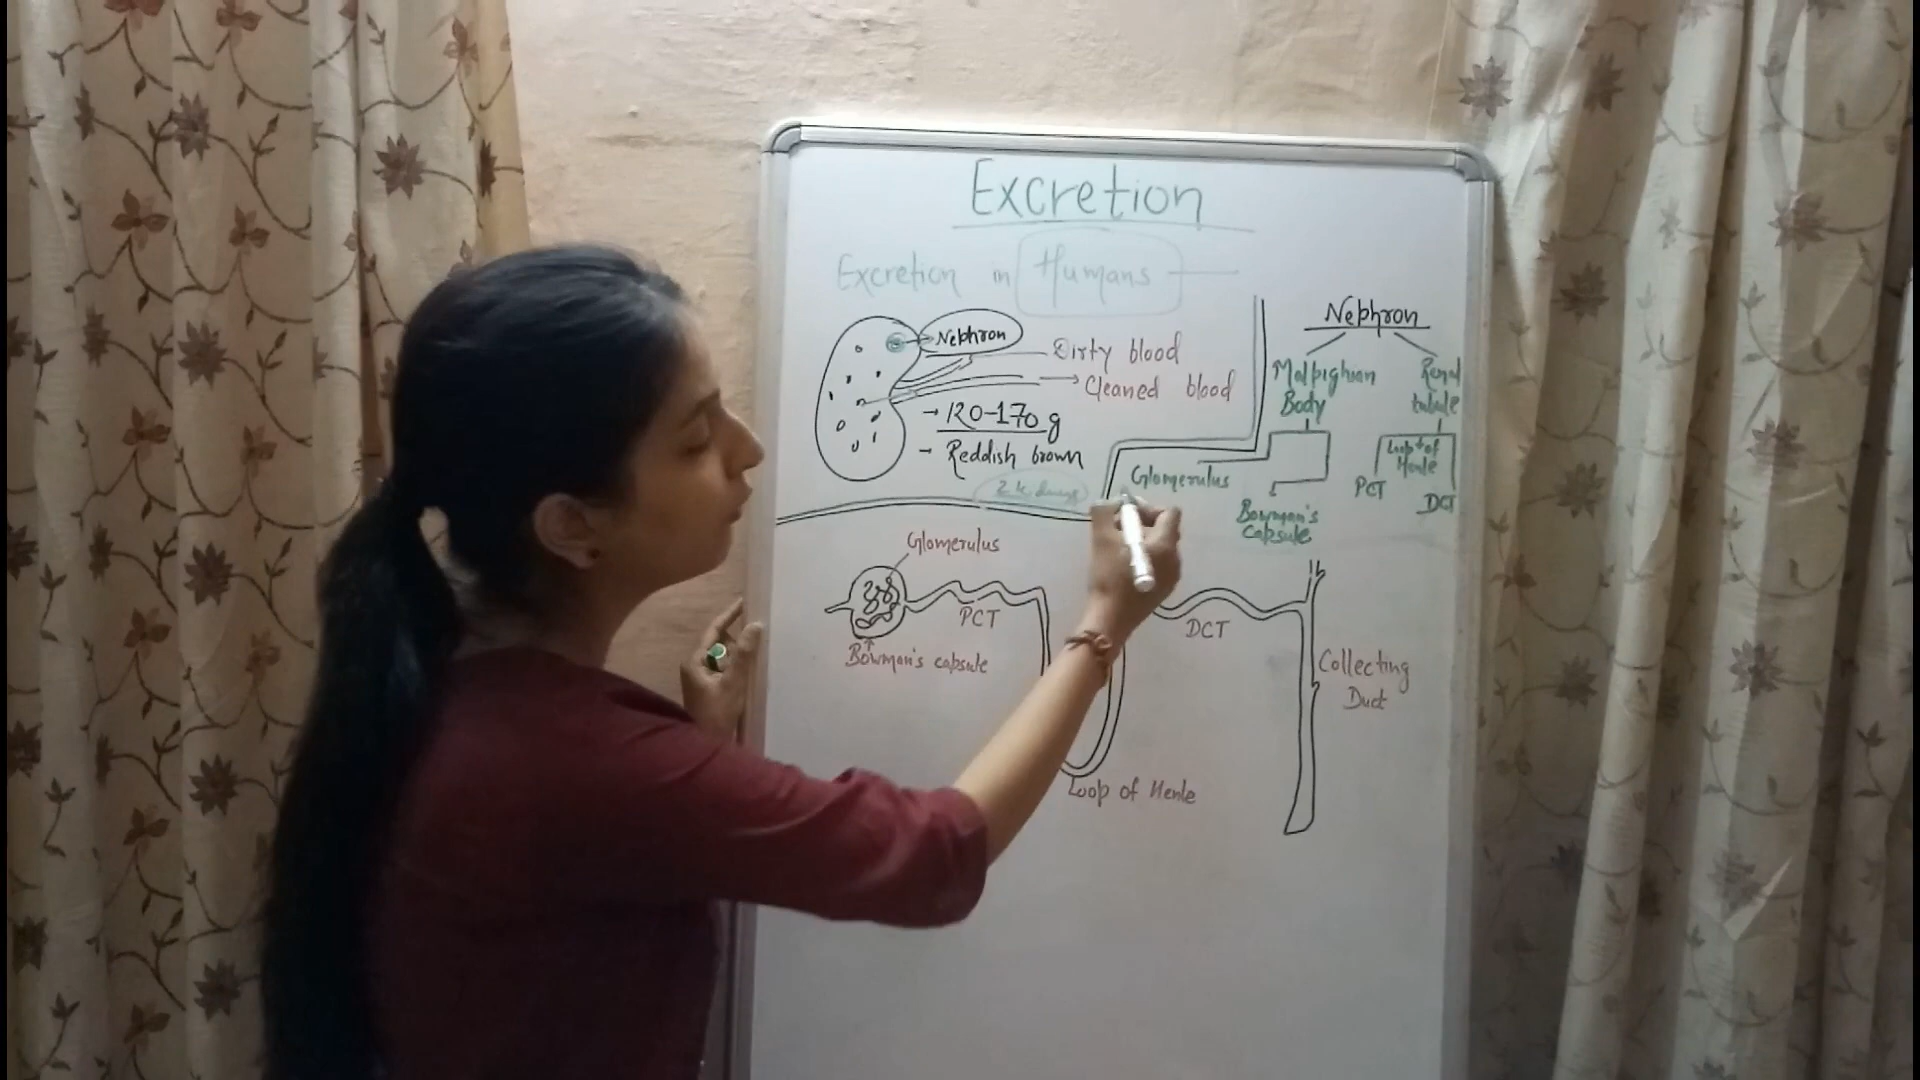 Excretion
Excretion in Humans
Nephron
Dirty blood
Cleaned blood
→ 120-170 g
- Reddish brown
Nephron
Malpighian
Body
Renal
tubule
Glomerulus
Bowman's
Capsule
PCT
Loop of
Henle
DCT
Glomerulus
Bowman's capsule
PCT
Loop of Henle
DCT
Collecting
Duct